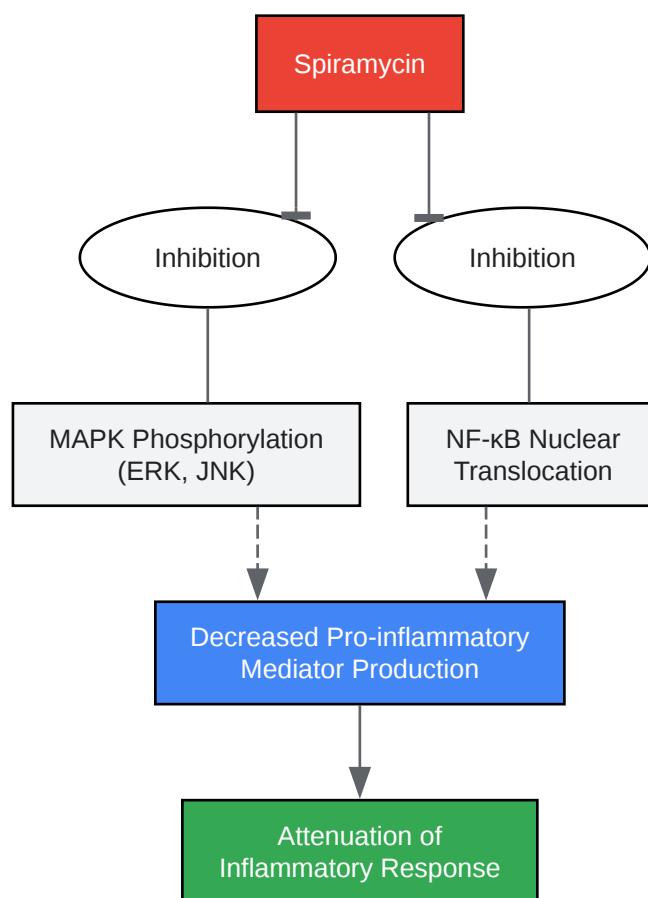 Spiramycin
Inhibition
Inhibition
MAPK Phosphorylation
(ERK, JNK)
NF-κB Nuclear
Translocation
Decreased Pro-inflammatory
Mediator Production
Attenuation of
Inflammatory Response